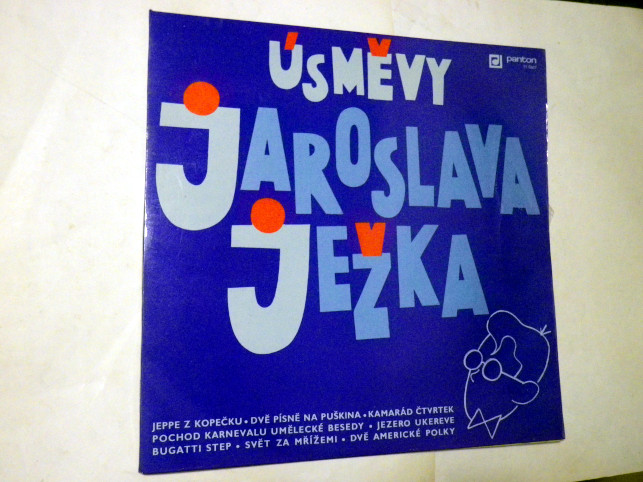 ÚSMĚVY
panton
JAROSLAVA
JEŽKA
JEPPE Z KOPEČKU • DVĚ PÍSNĚ NA PUŠKINA • KAMARÁD ČTVRTEK
POCHOD KARNEVALU UMĚLECKÉ BESEDY • JEZERO UKEREVE
BUGATTI STEP • SVĚT ZA MŘÍŽEMI • DVĚ AMERICKÉ POLKY